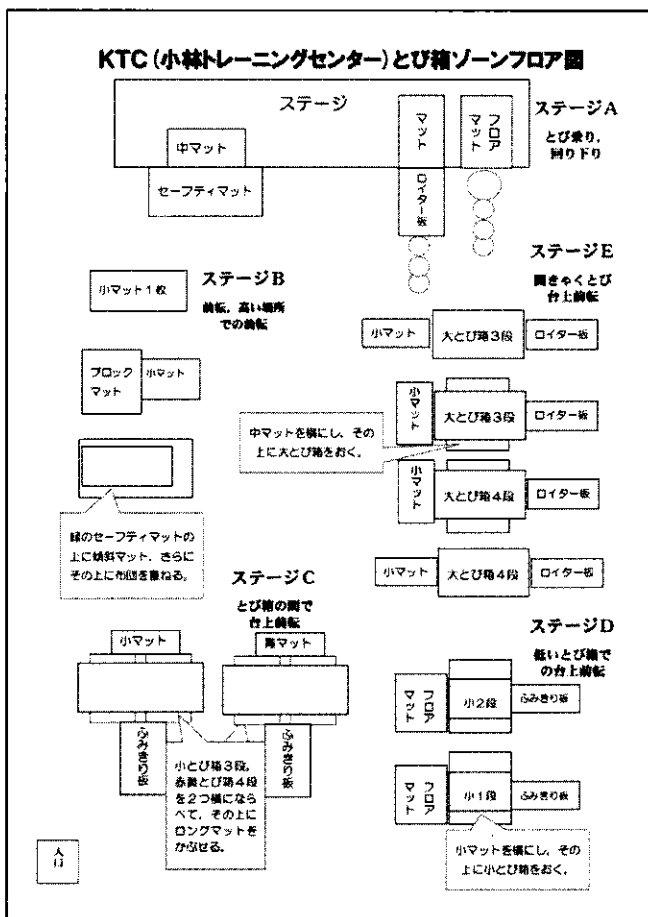 KTC(小林トレーニングセンター)とび箱ゾーンフロア図
ステージ
中マット
セーフティマット
マット
ロイター板
フロア
マット
ステージA
とび乗り,
回り下り
ステージB
前転, 高い場所
での前転
小マット1枚
ブロック
マット
小マット
緑のセーフティマットの
上に傾斜マット, さらに
その上に布団を重ねる。
ステージE
開きゃくとび
台上前転
小マット
大とび箱3段
ロイター板
小マット
大とび箱3段
ロイター板
中マットを横にし, その
上に大とび箱をおく。
小マット
大とび箱4段
ロイター板
小マット
大とび箱4段
ロイター板
ステージC
とび箱の間で
台上前転
小マット
マット
ふみきり板
ふみきり板
小とび箱3段,
とび箱4段
を2つ横になら
べて, その上に
ロングマットを
かぶせる。
ステージD
低いとび箱で
の台上前転
フロア
マット
小2段
ふみきり板
フロア
マット
小1段
ふみきり板
小マットを横にし, その
上に小とび箱をおく。
入口